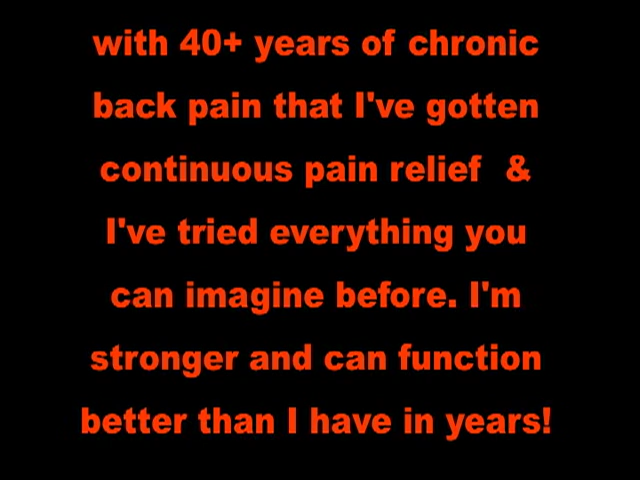 with 40+ years of chronic
back pain that I've gotten
continuous pain relief  &
I've tried everything you
can imagine before. I'm
stronger and can function
better than I have in years!